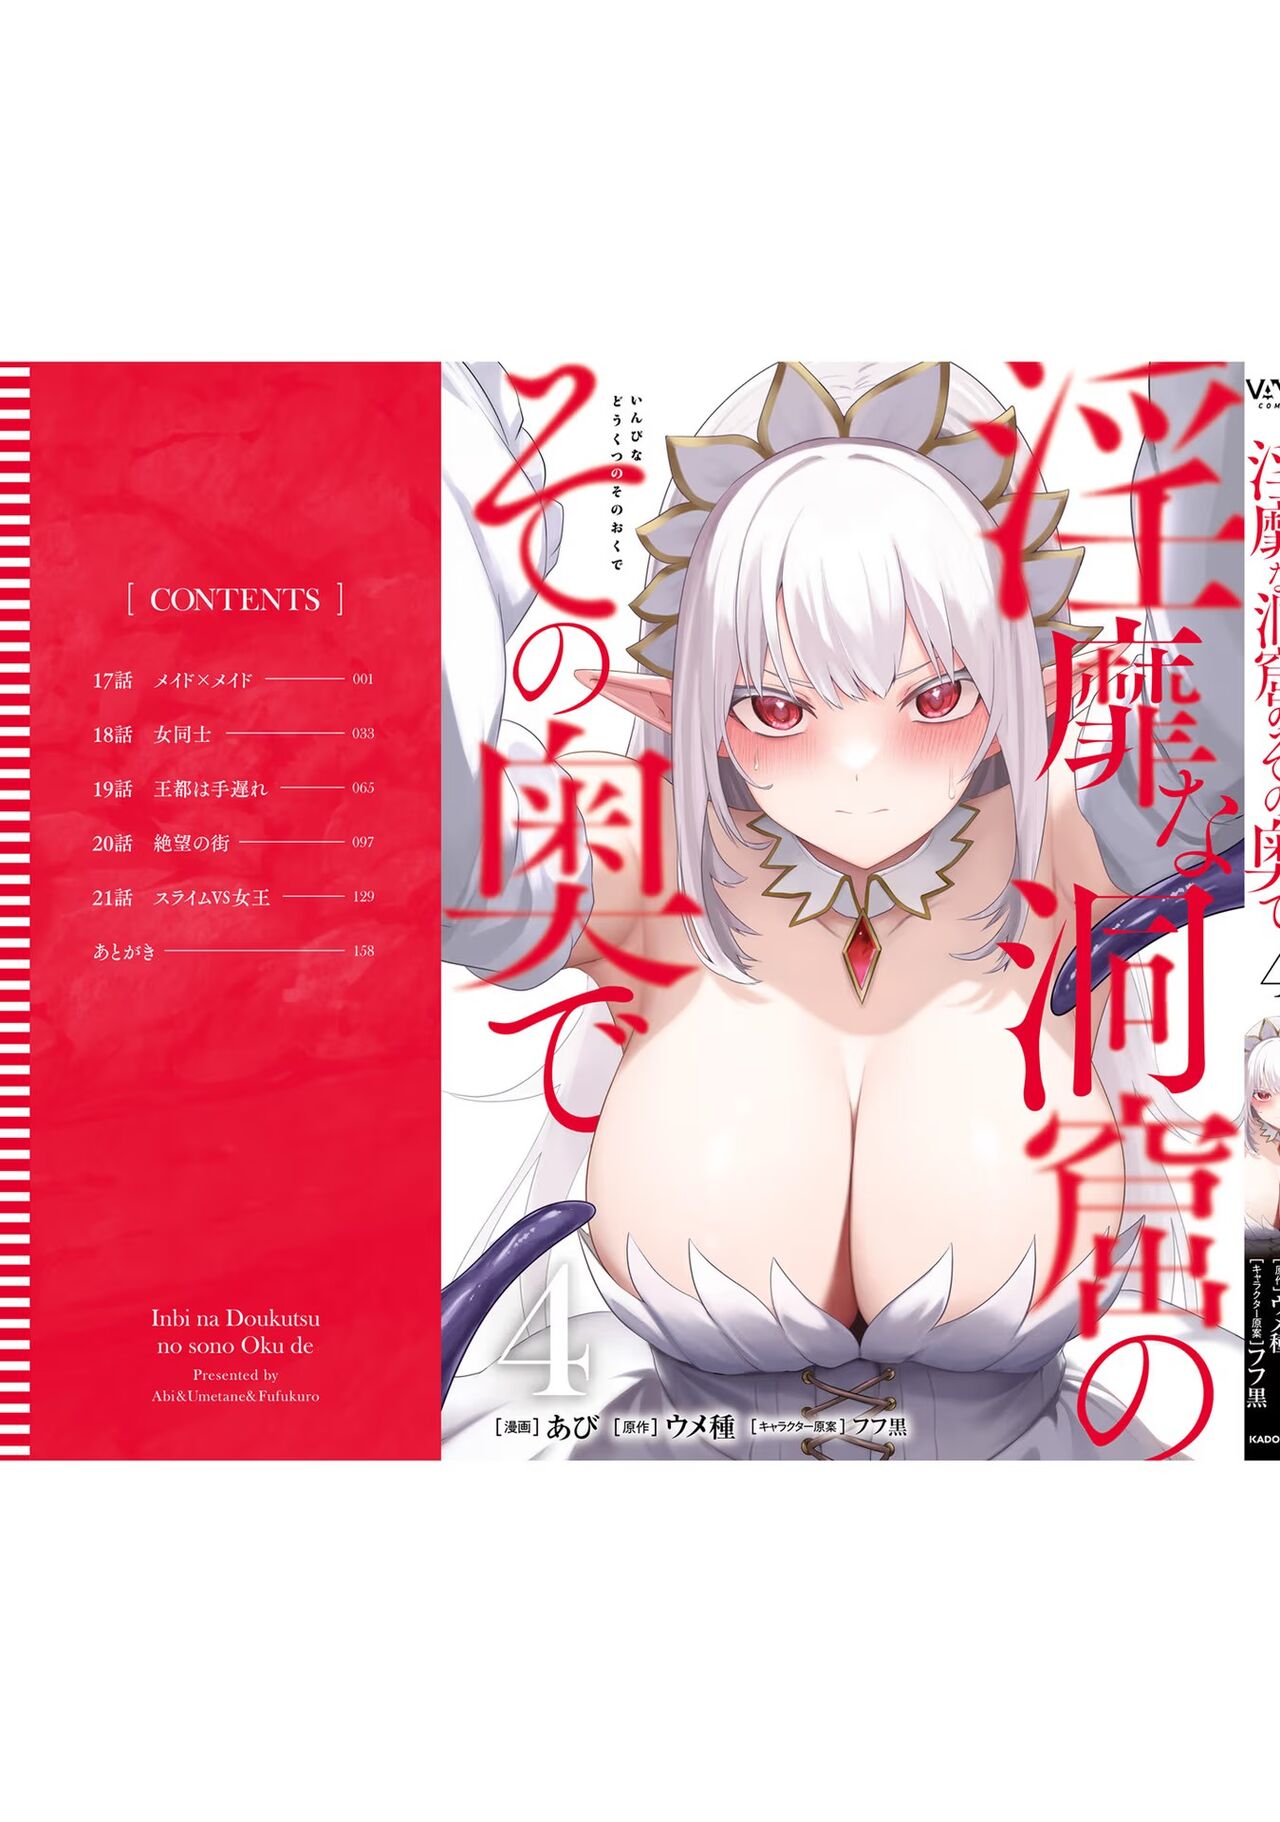 [ CONTENTS ]
17話 メイド×メイド 001
18話 女同士 033
19話 王都は手遅れ 065
20話 絶望の街 097
21話 スライムVS女王 129
あとがき 158
Inbi na Doukutsu
no sono Oku de
Presented by
Abi&Umetane&Fufukuro
淫靡な洞窟の
その奥で
いんびな
どうくつのそのおくで
4
[漫画] あび [原作] ウメ種 [キャラクター原案] フフ黒
淫靡な洞窟のその奥で
4
[原作] ウメ種
[キャラクター原案] フフ黒